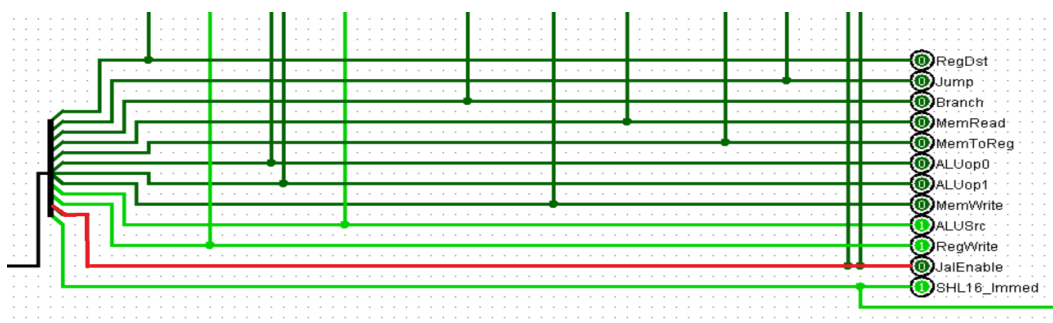 0 RegDst
0 Jump
0 Branch
0 MemRead
0 MemToReg
0 ALUop0
0 ALUop1
0 MemWrite
1 ALUSrc
1 RegWrite
0 JalEnable
1 SHL16_Immed